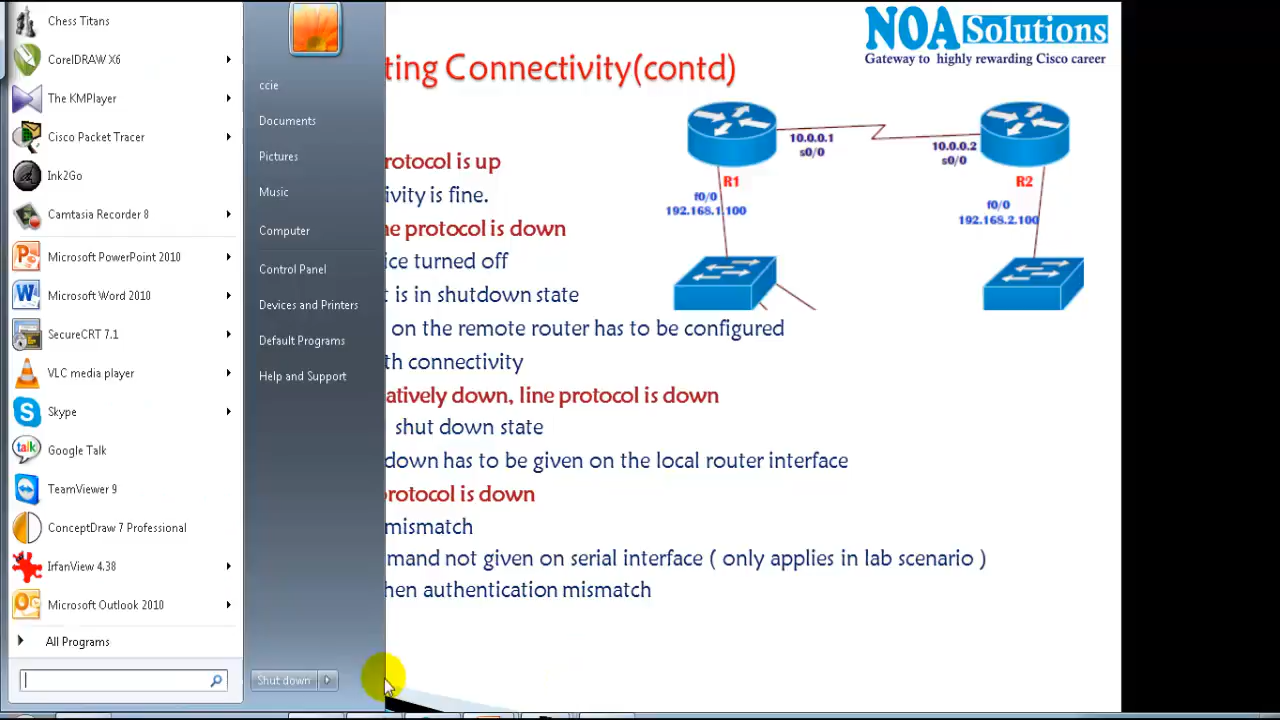 Chess Titans
CorelDRAW X6
The KMPlayer
Cisco Packet Tracer
Ink2Go
Camtasia Recorder 8
Microsoft PowerPoint 2010
Microsoft Word 2010
SecureCRT 7.1
VLC media player
Skype
talk
Google Talk
TeamViewer 9
ConceptDraw 7 Professional
IrfanView 4.38
Microsoft Outlook 2010
All Programs
ccie
Documents
Pictures
Music
Computer
Control Panel
Devices and Printers
Default Programs
Help and Support
Shut down
NOA Solutions
Gateway to highly rewarding Cisco career
ting Connectivity(contd)
rotocol is up
ivity is fine.
ne protocol is down
ice turned off
t is in shutdown state
on the remote router has to be configured
th connectivity
atively down, line protocol is down
shut down state
down has to be given on the local router interface
protocol is down
mismatch
mand not given on serial interface ( only applies in lab scenario )
hen authentication mismatch
10.0.0.1
s0/0
10.0.0.2
s0/0
R1
R2
f0/0
192.168.1.100
f0/0
192.168.2.100